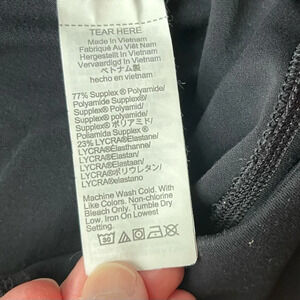 TEAR HERE
Made In Vietnam
Fabriqué Au Viêt Nam
Hergestellt In Vietnam
Vervaardigd In Vietnam
ベトナム製
hecho en vietnam
77% Supplex® Polyamide/
Polyamide Supplex®/
Supplex® polyamid/
Polyamide Supplex®/
Supplex® ポリアミド/
Poliamida Supplex®
23% LYCRA®Elastane/
LYCRA®Élasthanne/
LYCRA®Elasthan/
LYCRA®Elastaan/
LYCRA®ポリウレタン/
LYCRA®elastano
Machine Wash Cold. With
Like Colors. Non-chlorine
Bleach Only. Tumble Dry
Low, Iron On Lowest
Setting.
30